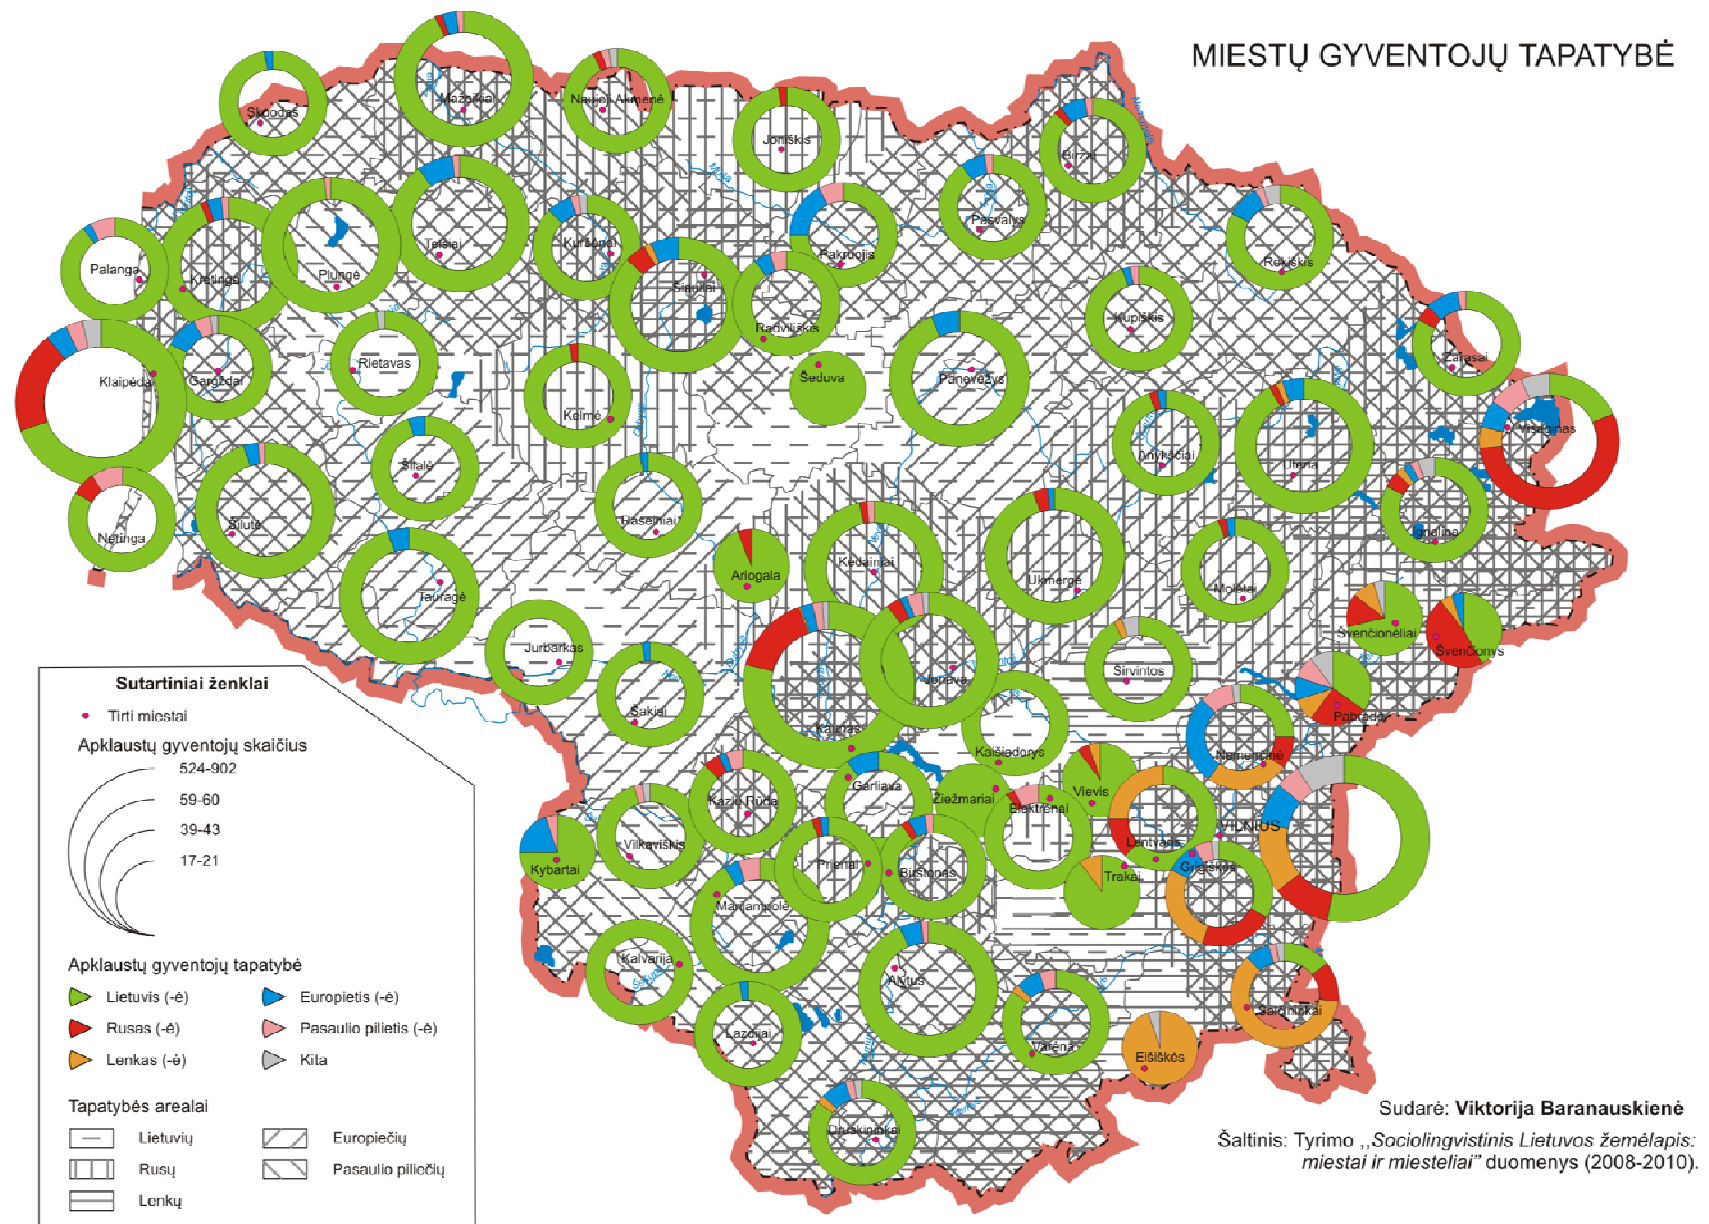 MIESTŲ GYVENTOJŲ TAPATYBĖ
Skuodas
Mažeikiai
Naujoji Akmenė
Joniškis
Biržai
Palanga
Kretinga
Plungė
Telšiai
Kuršėnai
Šiauliai
Pakruojis
Pasvalys
Rokiškis
Radviliškis
Kupiškis
Zarasai
Klaipėda
Gargždai
Rietavas
Kelmė
Šeduva
Panevėžys
Visaginas
Anykščiai
Utena
Šilalė
Neringa
Šilutė
Raseiniai
Ignalina
Ariogala
Kėdainiai
Ukmergė
Molėtai
Tauragė
Švenčionėliai
Švenčionys
Jurbarkas
Šakiai
Kaunas
Jonava
Širvintos
Pabradė
Kaišiadorys
Nemenčinė
Garliava
Žiežmariai
Elektrėnai
Vievis
Kazlų Rūda
VILNIUS
Lentvaris
Vilkaviškis
Kybartai
Prienai
Birštonas
Trakai
Grigiškės
Marijampolė
Kalvarija
Alytus
Šalčininkai
Lazdijai
Varėna
Eišiškės
Druskininkai
Sutartiniai ženklai
Tirti miestai
Apklaustų gyventojų skaičius
524-902
59-60
39-43
17-21
Apklaustų gyventojų tapatybė
Lietuvis (-ė) Europietis (-ė)
Rusas (-ė) Pasaulio pilietis (-ė)
Lenkas (-ė) Kita
Tapatybės arealai
Lietuvių Europiečių
Rusų Pasaulio piliečių
Lenkų
Sudarė: Viktorija Baranauskienė
Šaltinis: Tyrimo ,,Sociolingvistinis Lietuvos žemėlapis:
miestai ir miesteliai” duomenys (2008-2010).